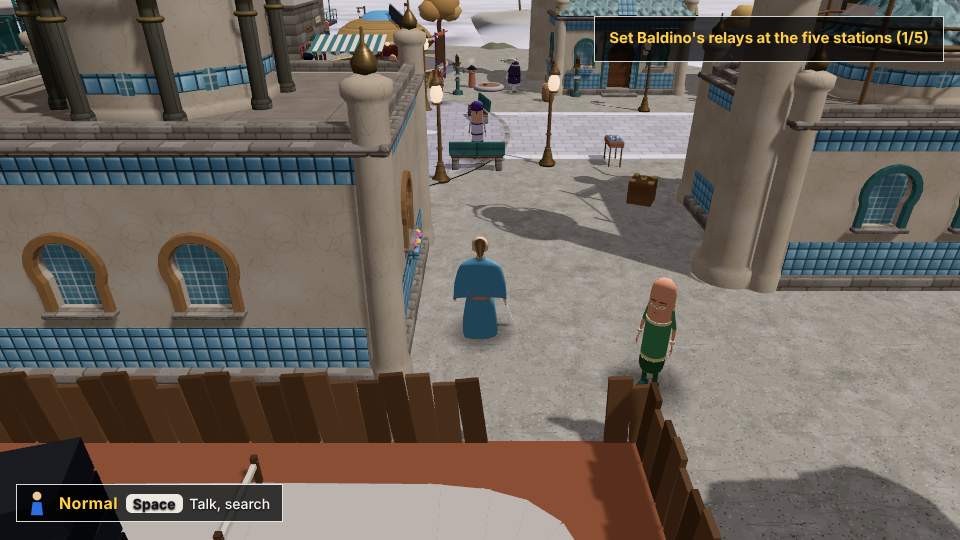 Set Baldino's relays at the five stations (1/5)
Normal Space Talk, search